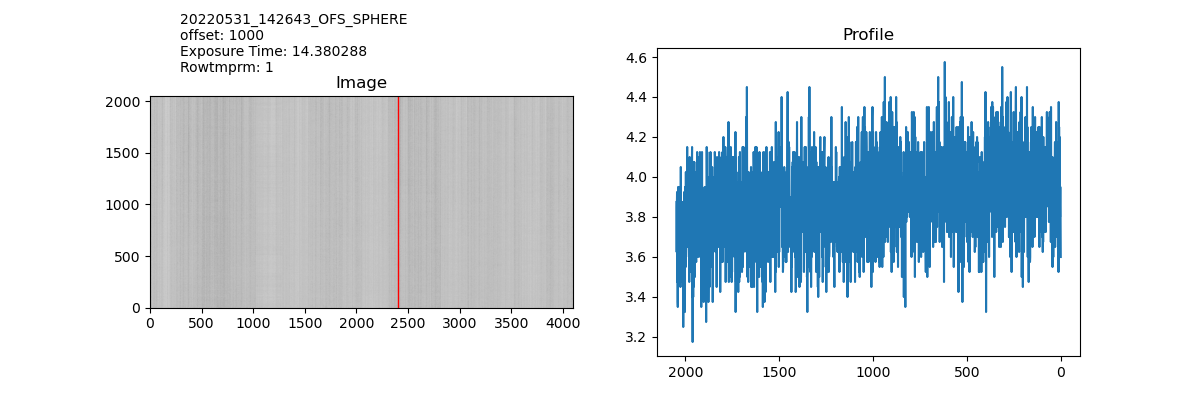 20220531_142643_OFS_SPHERE
offset: 1000
Exposure Time: 14.380288
Rowtmprm: 1
Image
2000
1500
1000
500
0
0 500 1000 1500 2000 2500 3000 3500 4000
Profile
4.6
4.4
4.2
4.0
3.8
3.6
3.4
3.2
2000 1500 1000 500 0